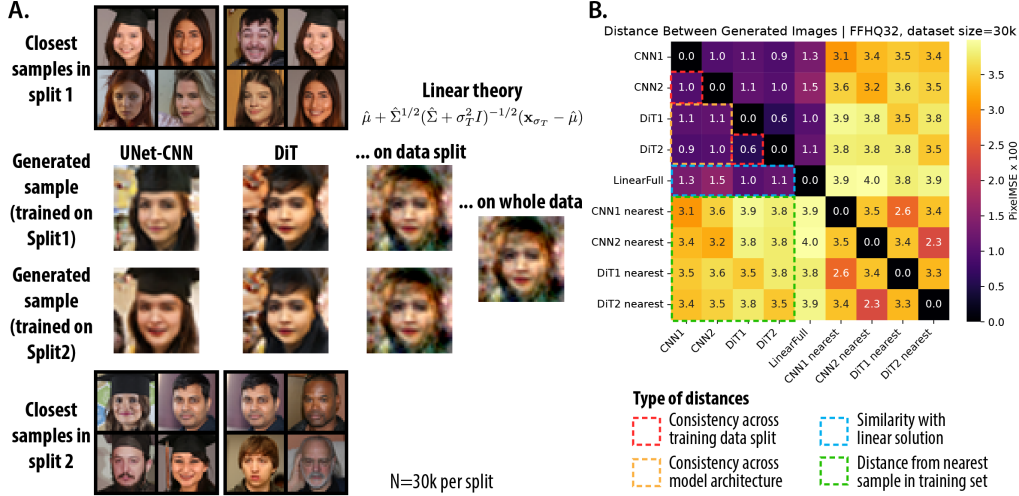 A.
Closest
samples in
split 1
Generated
sample
(trained on
Split1)
Generated
sample
(trained on
Split2)
Closest
samples in
split 2
UNet-CNN
DiT
Linear theory
μ̂ + Σ̂^{1/2}(Σ̂ + σ_T^2 I)^{-1/2}(x_{σ_T} − μ̂)
... on data split
... on whole data
N=30k per split
B.
Distance Between Generated Images | FFHQ32, dataset size=30k
CNN1 0.0 1.0 1.1 0.9 1.3 3.1 3.4 3.5 3.4
CNN2 1.0 0.0 1.1 1.0 1.5 3.6 3.2 3.6 3.5
DiT1 1.1 1.1 0.0 0.6 1.0 3.9 3.8 3.5 3.8
DiT2 0.9 1.0 0.6 0.0 1.1 3.8 3.8 3.8 3.5
LinearFull 1.3 1.5 1.0 1.1 0.0 3.9 4.0 3.8 3.9
CNN1 nearest 3.1 3.6 3.9 3.8 3.9 0.0 3.5 2.6 3.4
CNN2 nearest 3.4 3.2 3.8 3.8 4.0 3.5 0.0 3.4 2.3
DiT1 nearest 3.5 3.6 3.5 3.8 3.8 2.6 3.4 0.0 3.3
DiT2 nearest 3.4 3.5 3.8 3.5 3.9 3.4 2.3 3.3 0.0
CNN1 CNN2 DiT1 DiT2 LinearFull CNN1 nearest CNN2 nearest DiT1 nearest DiT2 nearest
3.5
3.0
2.5
2.0
1.5
1.0
0.5
0.0
PixelMSE x 100
Type of distances
Consistency across
training data split
Consistency across
model architecture
Similarity with
linear solution
Distance from nearest
sample in training set